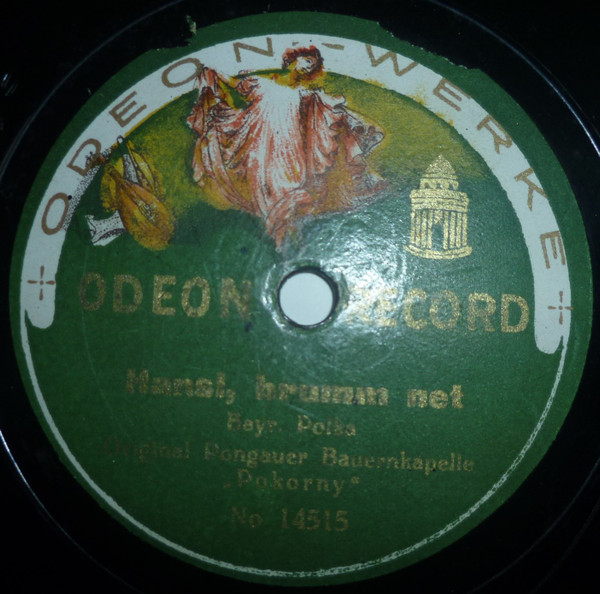 ODEON-WERKE
ODEON RECORD
Hansl, brumm net
Bayr. Polka
Original Pongauer Bauernkapelle
„Pokorny"
No 14515